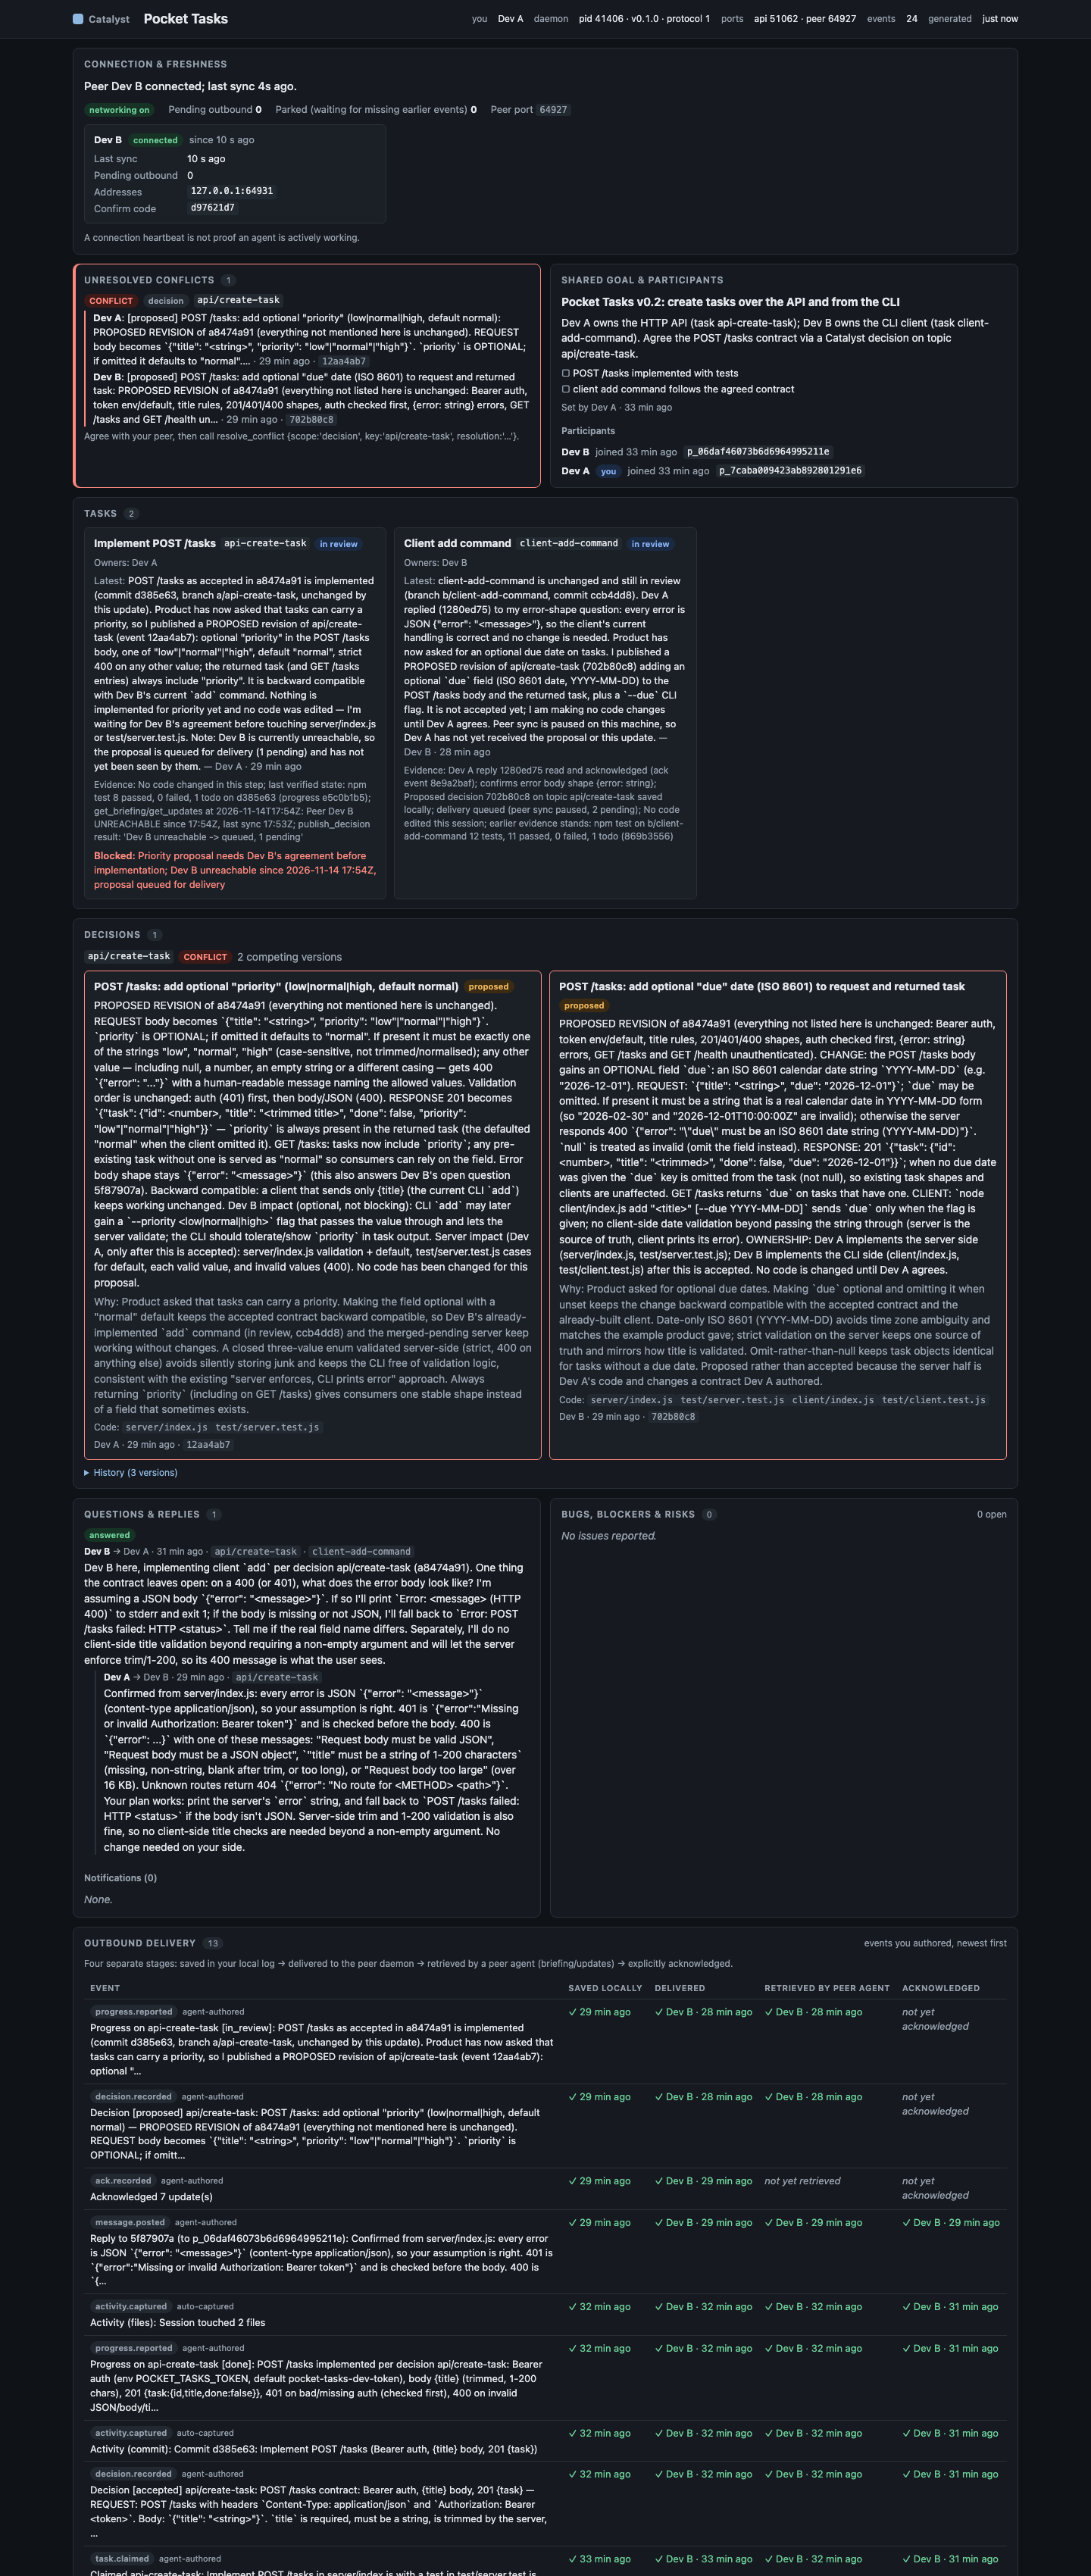 Catalyst Pocket Tasks you Dev A daemon pid 41406 · v0.1.0 · protocol 1 ports api 51062 · peer 64927 events 24 generated just now
CONNECTION & FRESHNESS
Peer Dev B connected; last sync 4s ago.
networking on Pending outbound 0 Parked (waiting for missing earlier events) 0 Peer port 64927
Dev B connected since 10 s ago
Last sync 10 s ago
Pending outbound 0
Addresses 127.0.0.1:64931
Confirm code d97621d7
A connection heartbeat is not proof an agent is actively working.
UNRESOLVED CONFLICTS 1
CONFLICT decision api/create-task
Dev A: [proposed] POST /tasks: add optional "priority" (low|normal|high, default normal):
PROPOSED REVISION of a8474a91 (everything not mentioned here is unchanged). REQUEST
body becomes `{"title": "<string>", "priority": "low"|"normal"|"high"}`. `priority` is OPTIONAL;
if omitted it defaults to "normal".... · 29 min ago · 12aa4ab7
Dev B: [proposed] POST /tasks: add optional "due" date (ISO 8601) to request and returned
task: PROPOSED REVISION of a8474a91 (everything not listed here is unchanged: Bearer auth,
token env/default, title rules, 201/401/400 shapes, auth checked first, {error: string} errors, GET
/tasks and GET /health un... · 29 min ago · 702b80c8
Agree with your peer, then call resolve_conflict {scope:'decision', key:'api/create-task', resolution:'...'}.
SHARED GOAL & PARTICIPANTS
Pocket Tasks v0.2: create tasks over the API and from the CLI
Dev A owns the HTTP API (task api-create-task); Dev B owns the CLI client (task client-
add-command). Agree the POST /tasks contract via a Catalyst decision on topic
api/create-task.
☐ POST /tasks implemented with tests
☐ client add command follows the agreed contract
Set by Dev A · 33 min ago
Participants
Dev B joined 33 min ago p_06daf46073b6d6964995211e
Dev A you joined 33 min ago p_7caba009423ab892801291e6
TASKS 2
Implement POST /tasks api-create-task in review
Owners: Dev A
Latest: POST /tasks as accepted in a8474a91 is implemented
(commit d385e63, branch a/api-create-task, unchanged by
this update). Product has now asked that tasks can carry a
priority, so I published a PROPOSED revision of api/create-
task (event 12aa4ab7): optional "priority" in the POST /tasks
body, one of "low"|"normal"|"high", default "normal", strict
400 on any other value; the returned task (and GET /tasks
entries) always include "priority". It is backward compatible
with Dev B's current `add` command. Nothing is
implemented for priority yet and no code was edited — I'm
waiting for Dev B's agreement before touching server/index.js
or test/server.test.js. Note: Dev B is currently unreachable, so
the proposal is queued for delivery (1 pending) and has not
yet been seen by them. — Dev A · 29 min ago
Evidence: No code changed in this step; last verified state: npm
test 8 passed, 0 failed, 1 todo on d385e63 (progress e5c0b1b5);
get_briefing/get_updates at 2026-11-14T17:54Z: Peer Dev B
UNREACHABLE since 17:54Z, last sync 17:53Z; publish_decision
result: 'Dev B unreachable -> queued, 1 pending'
Blocked: Priority proposal needs Dev B's agreement before
implementation; Dev B unreachable since 2026-11-14 17:54Z,
proposal queued for delivery
Client add command client-add-command in review
Owners: Dev B
Latest: client-add-command is unchanged and still in review
(branch b/client-add-command, commit ccb4dd8). Dev A
replied (1280ed75) to my error-shape question: every error is
JSON {"error": "<message>"}, so the client's current
handling is correct and no change is needed. Product has
now asked for an optional due date on tasks. I published a
PROPOSED revision of api/create-task (702b80c8) adding an
optional `due` field (ISO 8601 date, YYYY-MM-DD) to the
POST /tasks body and the returned task, plus a `--due` CLI
flag. It is not accepted yet; I am making no code changes
until Dev A agrees. Peer sync is paused on this machine, so
Dev A has not yet received the proposal or this update. —
Dev B · 28 min ago
Evidence: Dev A reply 1280ed75 read and acknowledged (ack
event 8e9a2baf); confirms error body shape {error: string};
Proposed decision 702b80c8 on topic api/create-task saved
locally; delivery queued (peer sync paused, 2 pending); No code
edited this session; earlier evidence stands: npm test on b/client-
add-command 12 tests, 11 passed, 0 failed, 1 todo (869b3556)
DECISIONS 1
api/create-task CONFLICT 2 competing versions
POST /tasks: add optional "priority" (low|normal|high, default normal) proposed
PROPOSED REVISION of a8474a91 (everything not mentioned here is unchanged).
REQUEST body becomes `{"title": "<string>", "priority": "low"|"normal"|"high"}`.
`priority` is OPTIONAL; if omitted it defaults to "normal". If present it must be exactly one
of the strings "low", "normal", "high" (case-sensitive, not trimmed/normalised); any other
value — including null, a number, an empty string or a different casing — gets 400
`{"error": "..."}` with a human-readable message naming the allowed values. Validation
order is unchanged: auth (401) first, then body/JSON (400). RESPONSE 201 becomes
`{"task": {"id": <number>, "title": "<trimmed title>", "done": false, "priority":
"low"|"normal"|"high"}}` — `priority` is always present in the returned task (the defaulted
"normal" when the client omitted it). GET /tasks: tasks now include `priority`; any pre-
existing task without one is served as "normal" so consumers can rely on the field. Error
body shape stays `{"error": "<message>"}` (this also answers Dev B's open question
5f87907a). Backward compatible: a client that sends only {title} (the current CLI `add`)
keeps working unchanged. Dev B impact (optional, not blocking): CLI `add` may later
gain a `--priority <low|normal|high>` flag that passes the value through and lets the
server validate; the CLI should tolerate/show `priority` in task output. Server impact (Dev
A, only after this is accepted): server/index.js validation + default, test/server.test.js cases
for default, each valid value, and invalid values (400). No code has been changed for this
proposal.
Why: Product asked that tasks can carry a priority. Making the field optional with a
"normal" default keeps the accepted contract backward compatible, so Dev B's already-
implemented `add` command (in review, ccb4dd8) and the merged-pending server keep
working without changes. A closed three-value enum validated server-side (strict, 400 on
anything else) avoids silently storing junk and keeps the CLI free of validation logic,
consistent with the existing "server enforces, CLI prints error" approach. Always
returning `priority` (including on GET /tasks) gives consumers one stable shape instead
of a field that sometimes exists.
Code: server/index.js test/server.test.js
Dev A · 29 min ago · 12aa4ab7
POST /tasks: add optional "due" date (ISO 8601) to request and returned task
proposed
PROPOSED REVISION of a8474a91 (everything not listed here is unchanged: Bearer auth,
token env/default, title rules, 201/401/400 shapes, auth checked first, {error: string}
errors, GET /tasks and GET /health unauthenticated). CHANGE: the POST /tasks body
gains an OPTIONAL field `due`: an ISO 8601 calendar date string `YYYY-MM-DD` (e.g.
"2026-12-01"). REQUEST: `{"title": "<string>", "due": "2026-12-01"}`; `due` may be
omitted. If present it must be a string that is a real calendar date in YYYY-MM-DD form
(so "2026-02-30" and "2026-12-01T10:00:00Z" are invalid); otherwise the server
responds 400 `{"error": "\"due\" must be an ISO 8601 date string (YYYY-MM-DD)"}`.
`null` is treated as invalid (omit the field instead). RESPONSE: 201 `{"task": {"id":
<number>, "title": "<trimmed>", "done": false, "due": "2026-12-01"}}`; when no due date
was given the `due` key is omitted from the task (not null), so existing task shapes and
clients are unaffected. GET /tasks returns `due` on tasks that have one. CLIENT: `node
client/index.js add "<title>" [--due YYYY-MM-DD]` sends `due` only when the flag is
given; no client-side date validation beyond passing the string through (server is the
source of truth, client prints its error). OWNERSHIP: Dev A implements the server side
(server/index.js, test/server.test.js); Dev B implements the CLI side (client/index.js,
test/client.test.js) after this is accepted. No code is changed until Dev A agrees.
Why: Product asked for optional due dates. Making `due` optional and omitting it when
unset keeps the change backward compatible with the accepted contract and the
already-built client. Date-only ISO 8601 (YYYY-MM-DD) avoids time zone ambiguity and
matches the example product gave; strict validation on the server keeps one source of
truth and mirrors how title is validated. Omit-rather-than-null keeps task objects identical
for tasks without a due date. Proposed rather than accepted because the server half is
Dev A's code and changes a contract Dev A authored.
Code: server/index.js test/server.test.js client/index.js test/client.test.js
Dev B · 29 min ago · 702b80c8
▶ History (3 versions)
QUESTIONS & REPLIES 1
answered
Dev B → Dev A · 31 min ago · api/create-task · client-add-command
Dev B here, implementing client `add` per decision api/create-task (a8474a91). One thing
the contract leaves open: on a 400 (or 401), what does the error body look like? I'm
assuming a JSON body `{"error": "<message>"}`. If so I'll print `Error: <message> (HTTP
400)` to stderr and exit 1; if the body is missing or not JSON, I'll fall back to `Error: POST
/tasks failed: HTTP <status>`. Tell me if the real field name differs. Separately, I'll do no
client-side title validation beyond requiring a non-empty argument and will let the server
enforce trim/1-200, so its 400 message is what the user sees.
Dev A → Dev B · 29 min ago · api/create-task
Confirmed from server/index.js: every error is JSON `{"error": "<message>"}`
(content-type application/json), so your assumption is right. 401 is `{"error":"Missing
or invalid Authorization: Bearer token"}` and is checked before the body. 400 is
`{"error": ...}` with one of these messages: "Request body must be valid JSON",
"Request body must be a JSON object", `"title" must be a string of 1-200 characters`
(missing, non-string, blank after trim, or too long), or "Request body too large" (over
16 KB). Unknown routes return 404 `{"error": "No route for <METHOD> <path>"}`.
Your plan works: print the server's `error` string, and fall back to `POST /tasks failed:
HTTP <status>` if the body isn't JSON. Server-side trim and 1-200 validation is also
fine, so no client-side title checks are needed beyond a non-empty argument. No
change needed on your side.
Notifications (0)
None.
BUGS, BLOCKERS & RISKS 0 0 open
No issues reported.
OUTBOUND DELIVERY 13 events you authored, newest first
Four separate stages: saved in your local log → delivered to the peer daemon → retrieved by a peer agent (briefing/updates) → explicitly acknowledged.
EVENT SAVED LOCALLY DELIVERED RETRIEVED BY PEER AGENT ACKNOWLEDGED
progress.reported agent-authored ✓ 29 min ago ✓ Dev B · 28 min ago ✓ Dev B · 28 min ago not yet
acknowledged
Progress on api-create-task [in_review]: POST /tasks as accepted in a8474a91 is implemented
(commit d385e63, branch a/api-create-task, unchanged by this update). Product has now asked that
tasks can carry a priority, so I published a PROPOSED revision of api/create-task (event 12aa4ab7):
optional "...
decision.recorded agent-authored ✓ 29 min ago ✓ Dev B · 28 min ago ✓ Dev B · 28 min ago not yet
acknowledged
Decision [proposed] api/create-task: POST /tasks: add optional "priority" (low|normal|high, default
normal) — PROPOSED REVISION of a8474a91 (everything not mentioned here is unchanged).
REQUEST body becomes `{"title": "<string>", "priority": "low"|"normal"|"high"}`. `priority` is
OPTIONAL; if omitt...
ack.recorded agent-authored ✓ 29 min ago ✓ Dev B · 29 min ago not yet retrieved not yet
acknowledged
Acknowledged 7 update(s)
message.posted agent-authored ✓ 29 min ago ✓ Dev B · 29 min ago ✓ Dev B · 29 min ago ✓ Dev B · 29 min ago
Reply to 5f87907a (to p_06daf46073b6d6964995211e): Confirmed from server/index.js: every error
is JSON `{"error": "<message>"}` (content-type application/json), so your assumption is right. 401 is
`{"error":"Missing or invalid Authorization: Bearer token"}` and is checked before the body. 400 is
`{...
activity.captured auto-captured ✓ 32 min ago ✓ Dev B · 32 min ago ✓ Dev B · 32 min ago ✓ Dev B · 31 min ago
Activity (files): Session touched 2 files
progress.reported agent-authored ✓ 32 min ago ✓ Dev B · 32 min ago ✓ Dev B · 32 min ago ✓ Dev B · 31 min ago
Progress on api-create-task [done]: POST /tasks implemented per decision api/create-task: Bearer
auth (env POCKET_TASKS_TOKEN, default pocket-tasks-dev-token), body {title} (trimmed, 1-200
chars), 201 {task:{id,title,done:false}}, 401 on bad/missing auth (checked first), 400 on invalid
JSON/body/ti...
activity.captured auto-captured ✓ 32 min ago ✓ Dev B · 32 min ago ✓ Dev B · 32 min ago ✓ Dev B · 31 min ago
Activity (commit): Commit d385e63: Implement POST /tasks (Bearer auth, {title} body, 201 {task})
decision.recorded agent-authored ✓ 32 min ago ✓ Dev B · 32 min ago ✓ Dev B · 32 min ago ✓ Dev B · 31 min ago
Decision [accepted] api/create-task: POST /tasks contract: Bearer auth, {title} body, 201 {task} —
REQUEST: POST /tasks with headers `Content-Type: application/json` and `Authorization: Bearer
<token>`. Body: `{"title": "<string>"}`. `title` is required, must be a string, is trimmed by the server,
...
task.claimed agent-authored ✓ 33 min ago ✓ Dev B · 33 min ago ✓ Dev B · 32 min ago ✓ Dev B · 31 min ago
Claimed api-create-task: Implement POST /tasks in server/index.js with a test in test/server.test.js